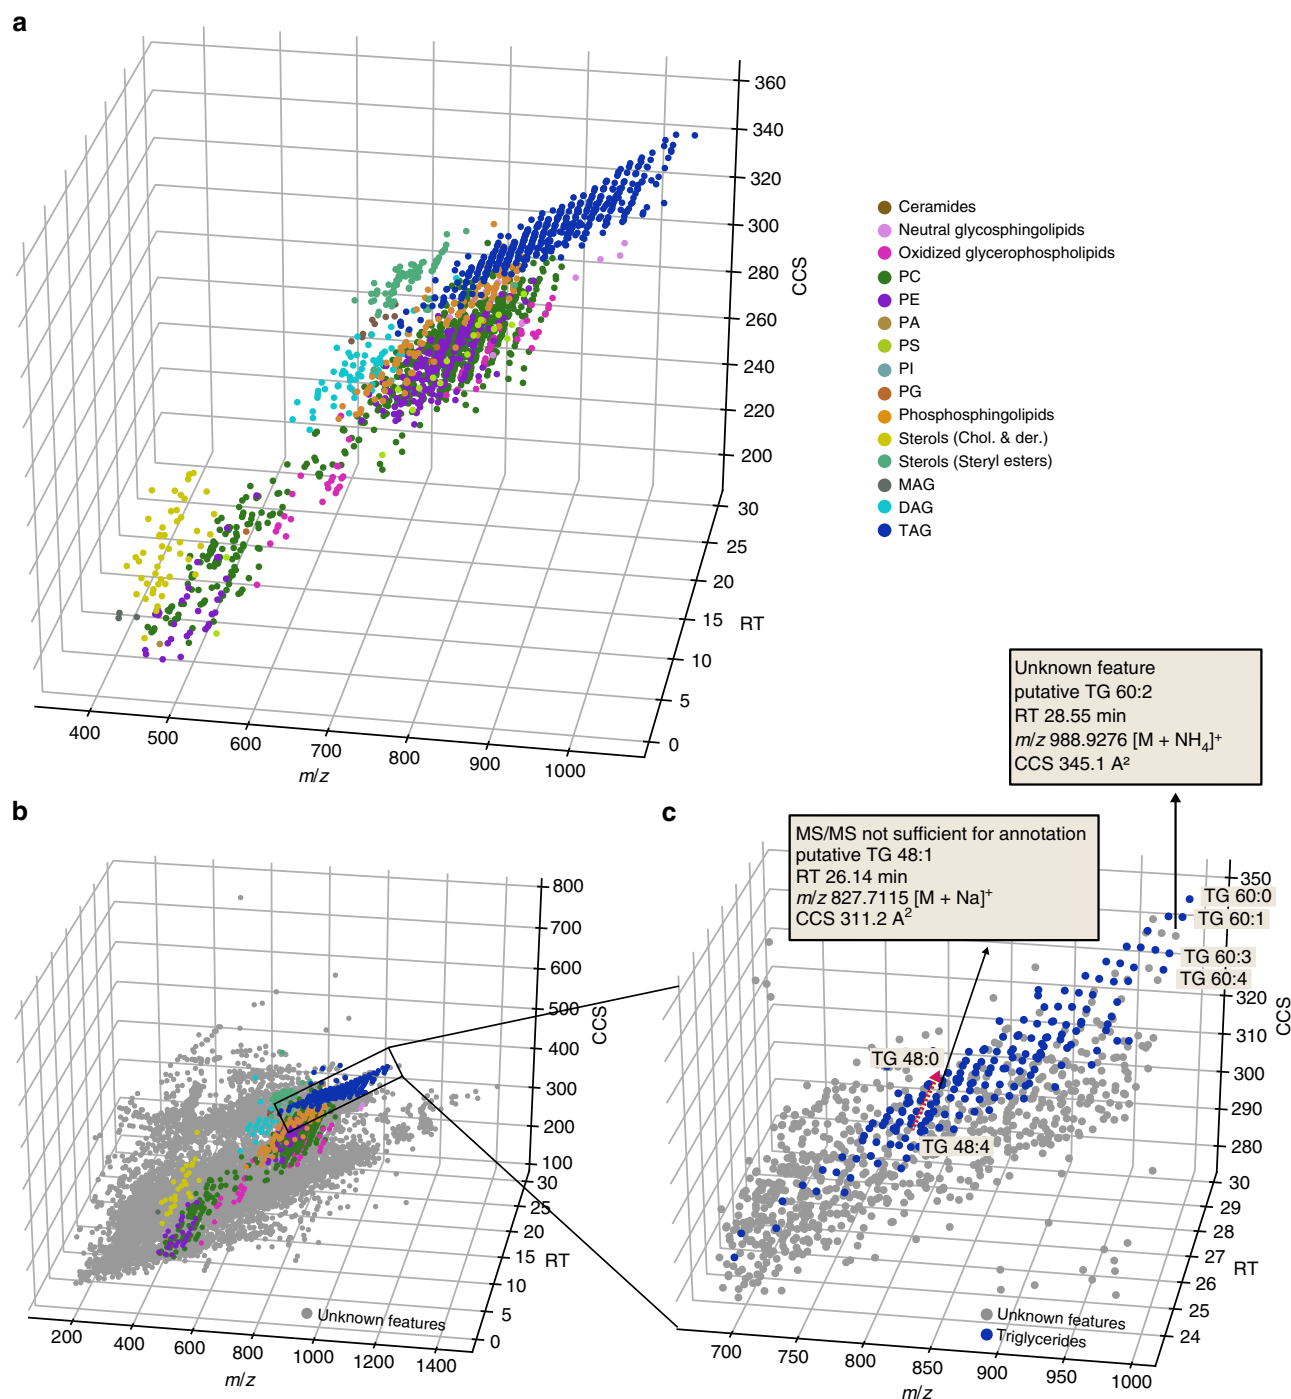 a
360
340
320
300
280
260
240
220
200
CCS
30
25
20
15
10
5
0
RT
400
500
600
700
800
900
1000
m/z
Ceramides
Neutral glycosphingolipids
Oxidized glycerophospholipids
PC
PE
PA
PS
PI
PG
Phosphosphingolipids
Sterols (Chol. & der.)
Sterols (Steryl esters)
MAG
DAG
TAG
b
800
700
600
500
400
300
200
100
CCS
30
25
20
15
10
5
0
RT
Unknown features
200
400
600
800
1000
1200
1400
m/z
c
Unknown feature
putative TG 60:2
RT 28.55 min
m/z 988.9276 [M + NH₄]⁺
CCS 345.1 A²
MS/MS not sufficient for annotation
putative TG 48:1
RT 26.14 min
m/z 827.7115 [M + Na]⁺
CCS 311.2 A²
350
TG 60:0
TG 60:1
TG 60:3
TG 60:4
320
310
300
290
280
CCS
TG 48:0
TG 48:4
30
29
28
27
26
25
24
RT
Unknown features
Triglycerides
700
750
800
850
900
950
1000
m/z